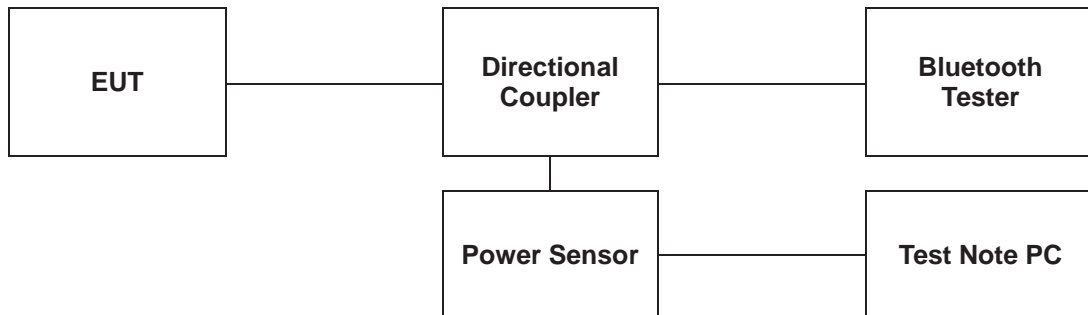 EUT
Directional
Coupler
Bluetooth
Tester
Power Sensor
Test Note PC